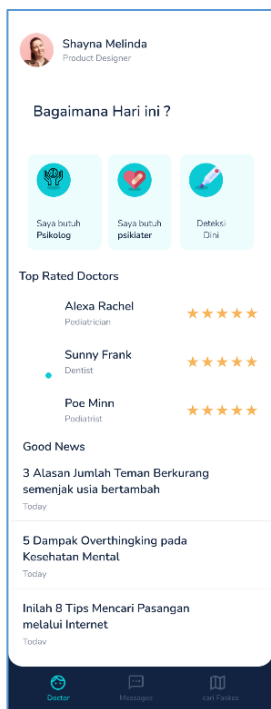 Shayna Melinda
Product Designer
Bagaimana Hari ini ?
Saya butuh
Psikolog
Saya butuh
psikiater
Deteksi
Dini
Top Rated Doctors
Alexa Rachel
Pediatrician
Sunny Frank
Dentist
Poe Minn
Podiatrist
Good News
3 Alasan Jumlah Teman Berkurang
semenjak usia bertambah
Today
5 Dampak Overthingking pada
Kesehatan Mental
Today
Inilah 8 Tips Mencari Pasangan
melalui Internet
Today
Doctor
Messages
cari Faskes